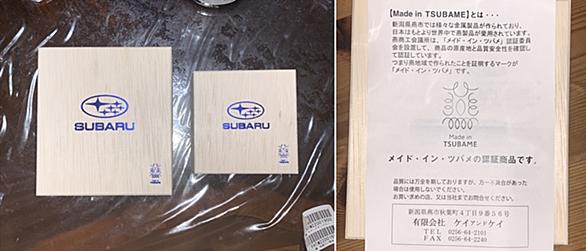 SUBARU
SUBARU
【Made in TSUBAME】とは・・・
新潟県燕市では様々な金属製品が作られており、
日本はもとより世界中で燕製品が愛用されています。
燕商工会議所は、「メイド・イン・ツバメ」認証委員
会を設置して、商品の原産地と品質安全性を確認し
て認証しています。
つまり燕地域で作られたことを証明するマークが
「メイド・イン・ツバメ」です。
Made in
TSUBAME
メイド・イン・ツバメの認証商品です。
品質には万全を期しておりますが、万一不具合があった
場合は使用しないでください。
お買い求めの店、又は当社までお問合せください。
新潟県燕市秋葉町4丁目9番56号
有限会社 ケイアンドケイ
TEL 0256-64-2101
FAX 0256-64-2240